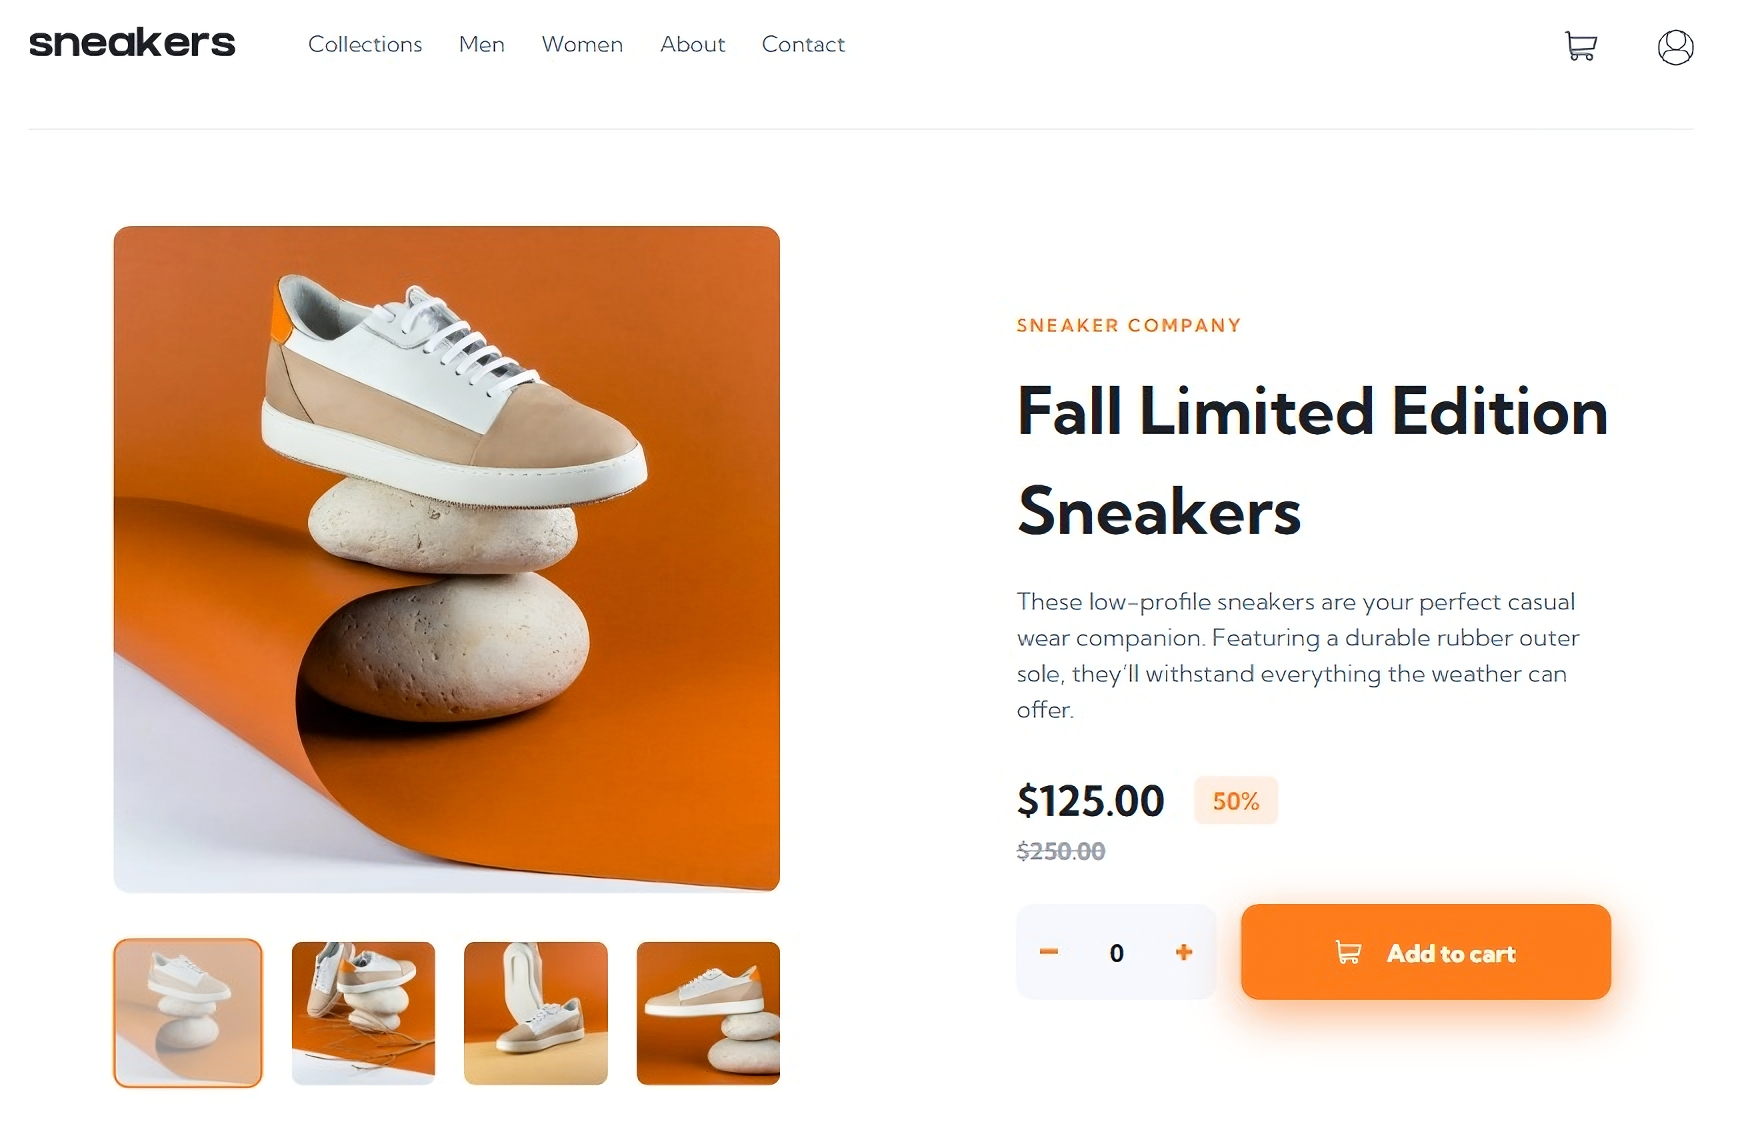 sneakers
Collections Men Women About Contact
SNEAKER COMPANY
Fall Limited Edition
Sneakers
These low-profile sneakers are your perfect casual
wear companion. Featuring a durable rubber outer
sole, they’ll withstand everything the weather can
offer.
$125.00 50%
$250.00
0 Add to cart